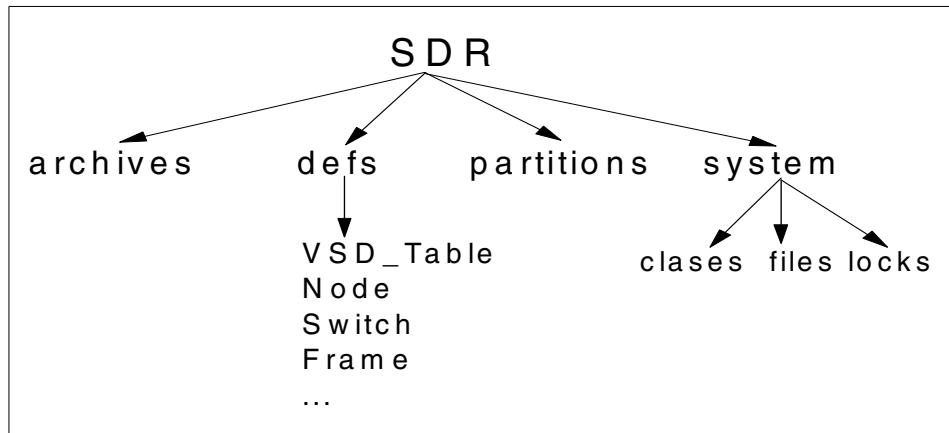 SDR
archives defs partitions system
VSD_Table
Node
Switch
Frame
...
clases files locks